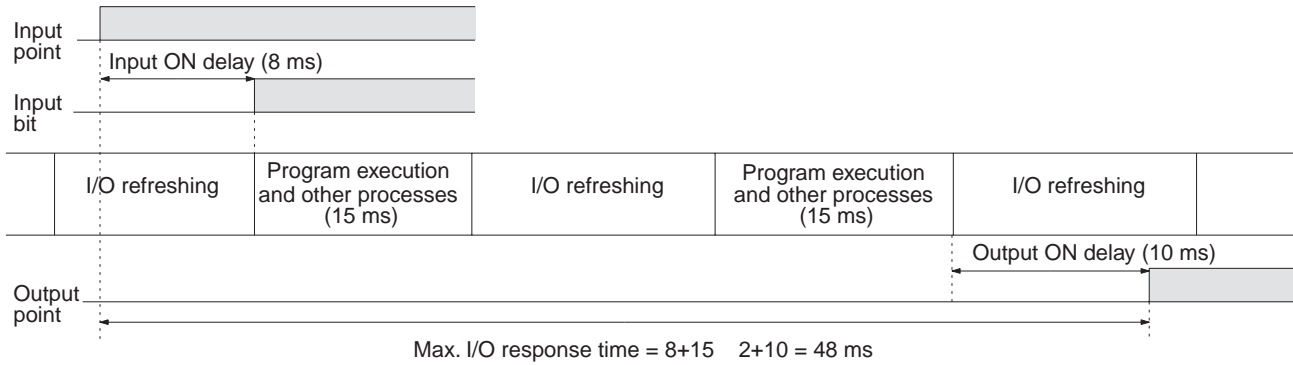 Input
point
Input ON delay (8 ms)
Input
bit
I/O refreshing
Program execution
and other processes
(15 ms)
I/O refreshing
Program execution
and other processes
(15 ms)
I/O refreshing
Output ON delay (10 ms)
Output
point
Max. I/O response time = 8+15 2+10 = 48 ms